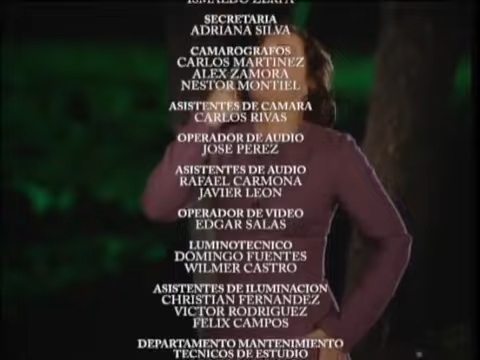 ISMALDO ZERPA
SECRETARIA
ADRIANA SILVA
CAMAROGRAFOS
CARLOS MARTINEZ
ALEX ZAMORA
NESTOR MONTIEL
ASISTENTES DE CAMARA
CARLOS RIVAS
OPERADOR DE AUDIO
JOSE PEREZ
ASISTENTES DE AUDIO
RAFAEL CARMONA
JAVIER LEON
OPERADOR DE VIDEO
EDGAR SALAS
LUMINOTECNICO
DOMINGO FUENTES
WILMER CASTRO
ASISTENTES DE ILUMINACION
CHRISTIAN FERNANDEZ
VICTOR RODRIGUEZ
FELIX CAMPOS
DEPARTAMENTO MANTENIMIENTO
TECNICOS DE ESTUDIO